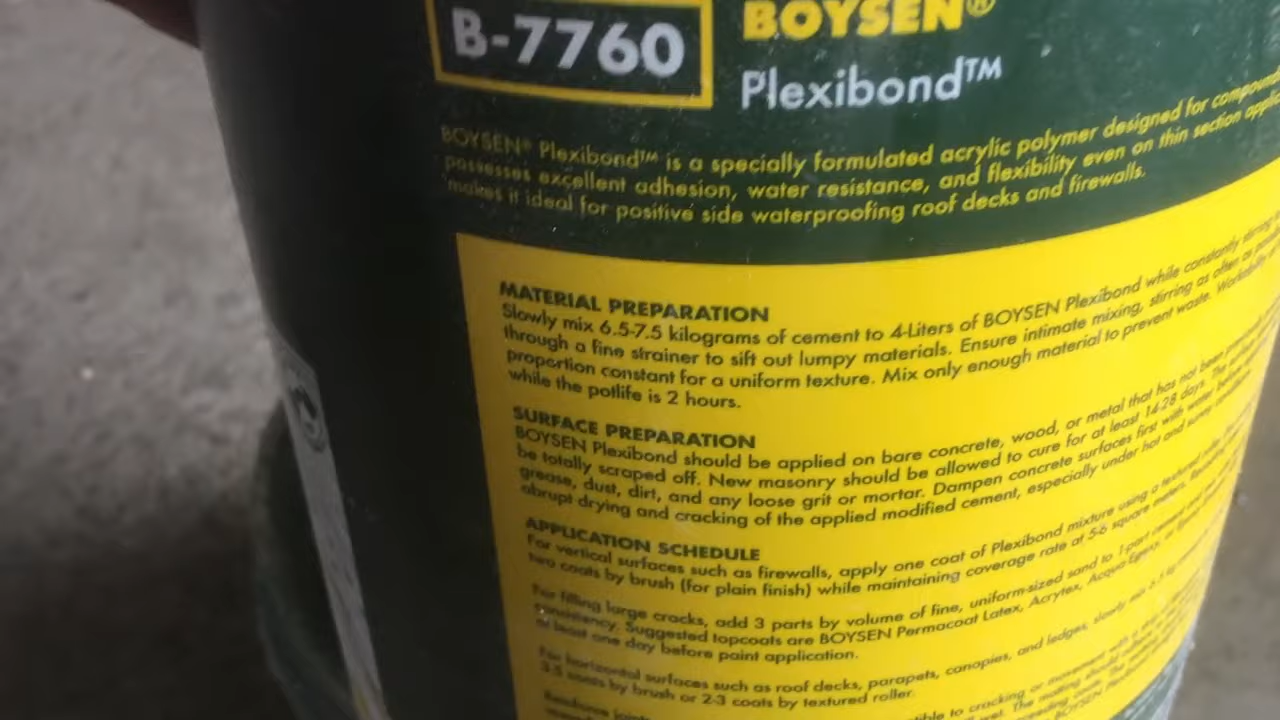 B-7760
BOYSEN®
Plexibond™
BOYSEN® Plexibond™ is a specially formulated acrylic polymer designed for
possesses excellent adhesion, water resistance, and flexibility even on thin section
makes it ideal for positive side waterproofing roof decks and firewalls.
MATERIAL PREPARATION
Slowly mix 6.5-7.5 kilograms of cement to 4-Liters of BOYSEN Plexibond while constantly stirring
through a fine strainer to sift out lumpy materials. Ensure intimate mixing, stirring as often as
proportion constant for a uniform texture. Mix only enough material to prevent waste.
while the potlife is 2 hours.
SURFACE PREPARATION
BOYSEN Plexibond should be applied on bare concrete, wood, or metal that has not been
be totally scraped off. New masonry should be allowed to cure for at least 14-28 days. The
grease, dust, dirt, and any loose grit or mortar. Dampen concrete surfaces first with water
abrupt drying and cracking of the applied modified cement, especially under hot and sunny
APPLICATION SCHEDULE
For vertical surfaces such as firewalls, apply one coat of Plexibond mixture using a textured
two coats by brush (for plain finish) while maintaining coverage rate at 5-6 square meters.
For filling large cracks, add 3 parts by volume of fine, uniform-sized sand to 1-part cement
consistency. Suggested topcoats are BOYSEN Permacoat Latex, Acrytex, Acqua Epoxy, or
at least one day before paint application.
For horizontal surfaces such as roof decks, parapets, canopies, and ledges, slowly mix
3-5 coats by brush or 2-3 coats by textured roller.
to cracking or movement with a